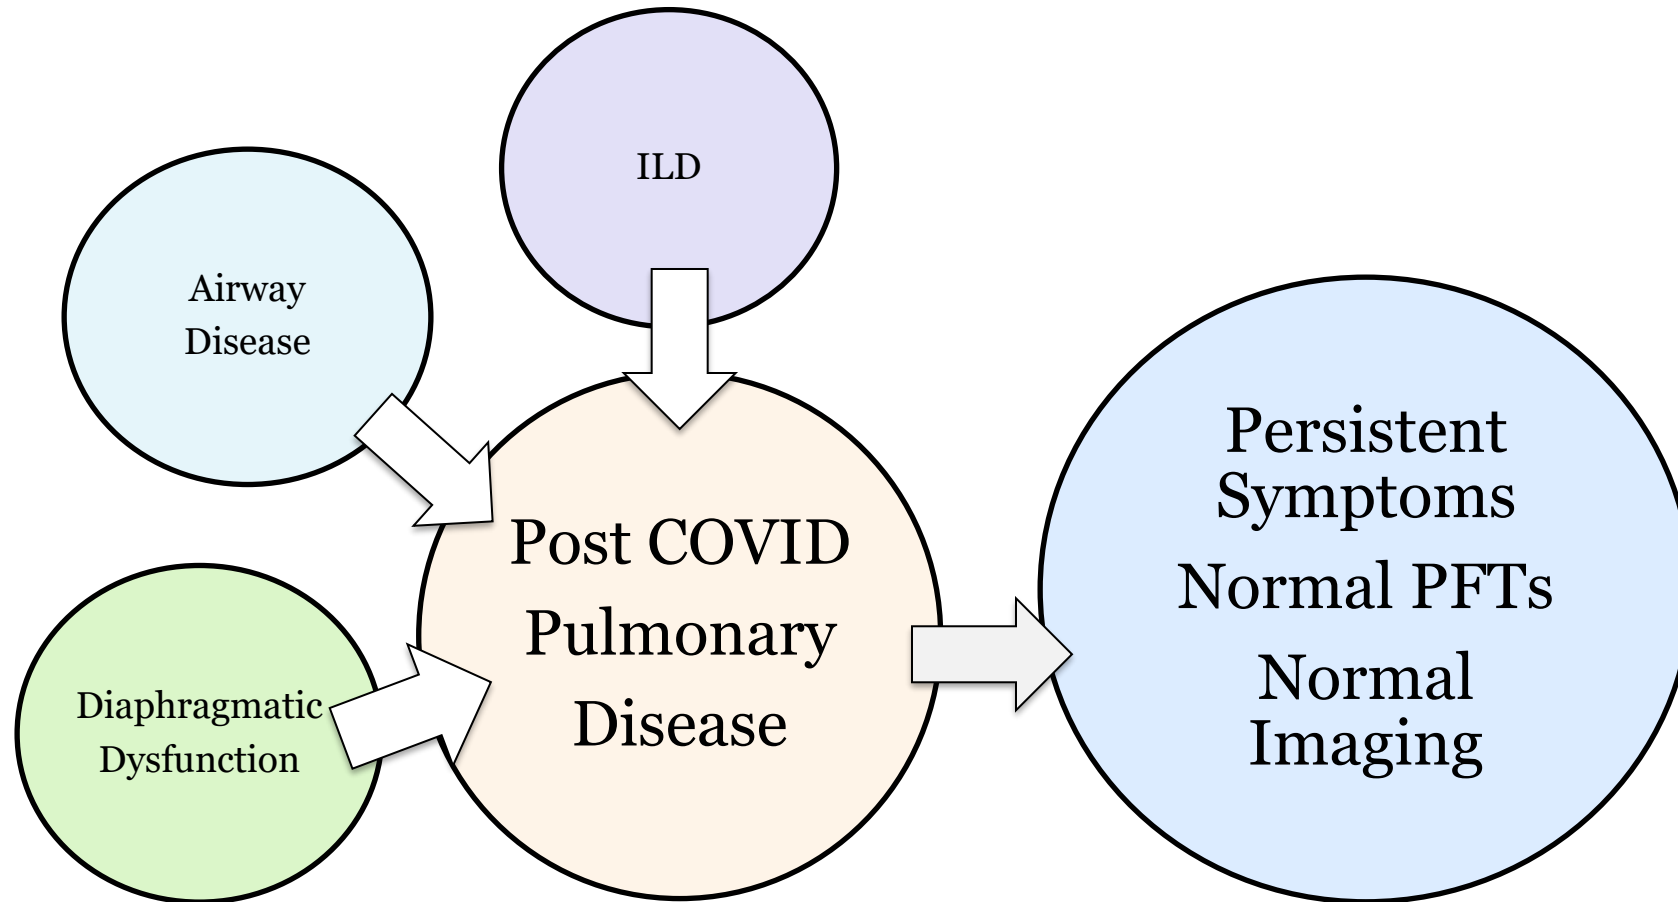 ILD
Airway
Disease
Diaphragmatic
Dysfunction
Post COVID
Pulmonary
Disease
Persistent
Symptoms
Normal PFTs
Normal
Imaging